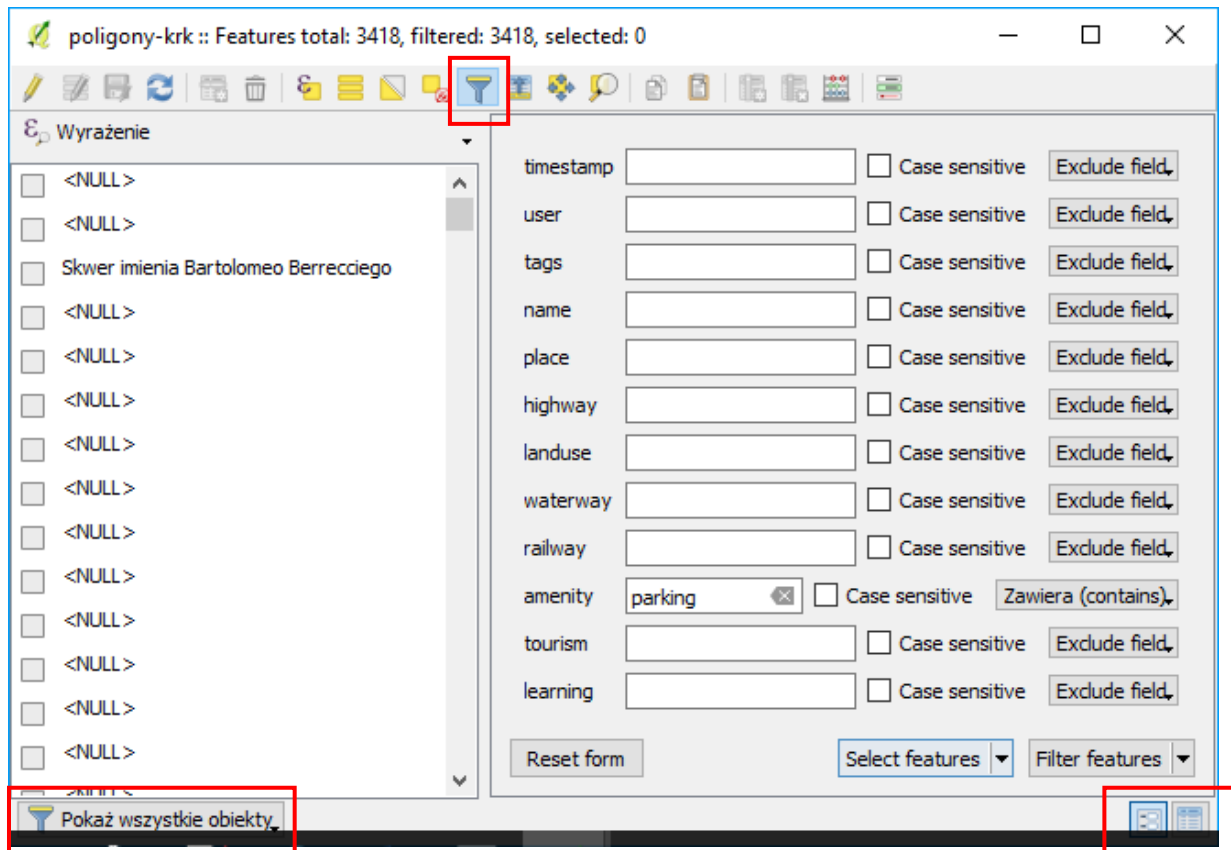 poligony-krk :: Features total: 3418, filtered: 3418, selected: 0
Wyrażenie
<NULL>
<NULL>
Skwer imienia Bartolomeo Berrecciego
<NULL>
<NULL>
<NULL>
<NULL>
<NULL>
<NULL>
<NULL>
<NULL>
<NULL>
<NULL>
<NULL>
<NULL>
Pokaż wszystkie obiekty
timestamp Case sensitive Exclude field
user Case sensitive Exclude field
tags Case sensitive Exclude field
name Case sensitive Exclude field
place Case sensitive Exclude field
highway Case sensitive Exclude field
landuse Case sensitive Exclude field
waterway Case sensitive Exclude field
railway Case sensitive Exclude field
amenity parking Case sensitive Zawiera (contains)
tourism Case sensitive Exclude field
learning Case sensitive Exclude field
Reset form Select features Filter features